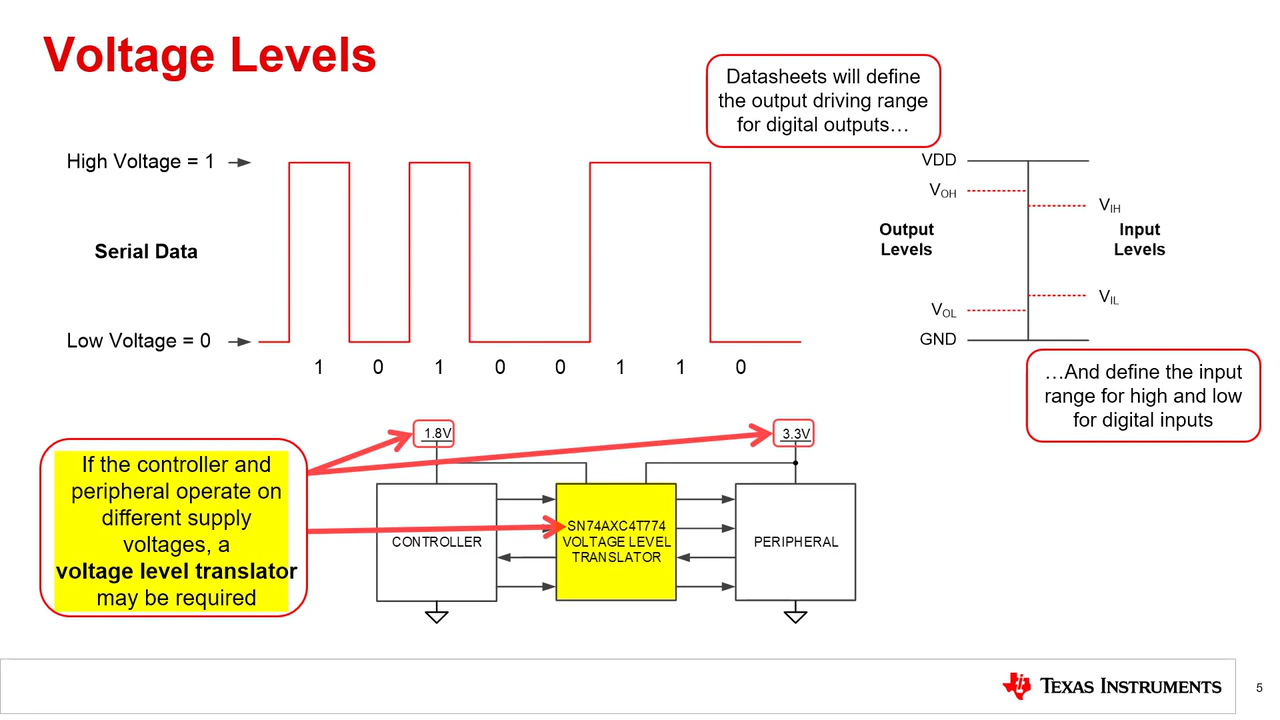 Voltage Levels
Datasheets will define
the output driving range
for digital outputs…
High Voltage = 1
Serial Data
Low Voltage = 0
1 0 1 0 0 1 1 0
VDD
VOH
VIH
Output
Levels
Input
Levels
VIL
VOL
GND
…And define the input
range for high and low
for digital inputs
If the controller and
peripheral operate on
different supply
voltages, a
voltage level translator
may be required
1.8V
3.3V
CONTROLLER
SN74AXC4T774
VOLTAGE LEVEL
TRANSLATOR
PERIPHERAL
TEXAS INSTRUMENTS
5